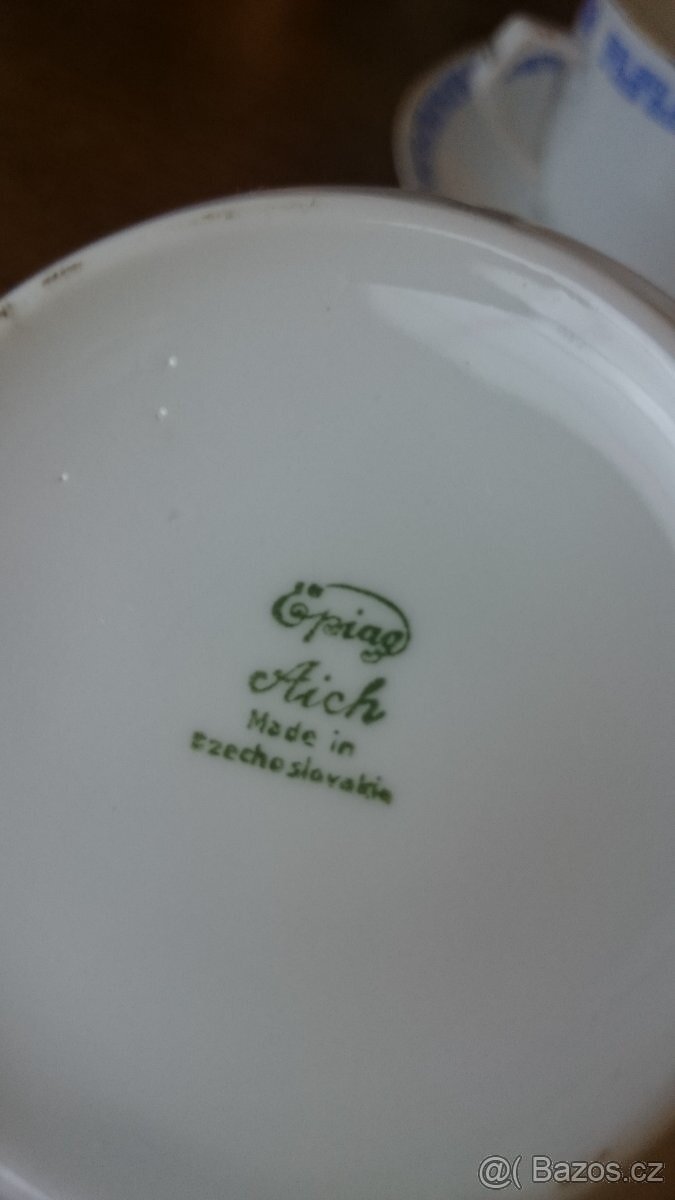 Epiag
Aich
Made in
Czechoslovakia
@( Bazos.cz